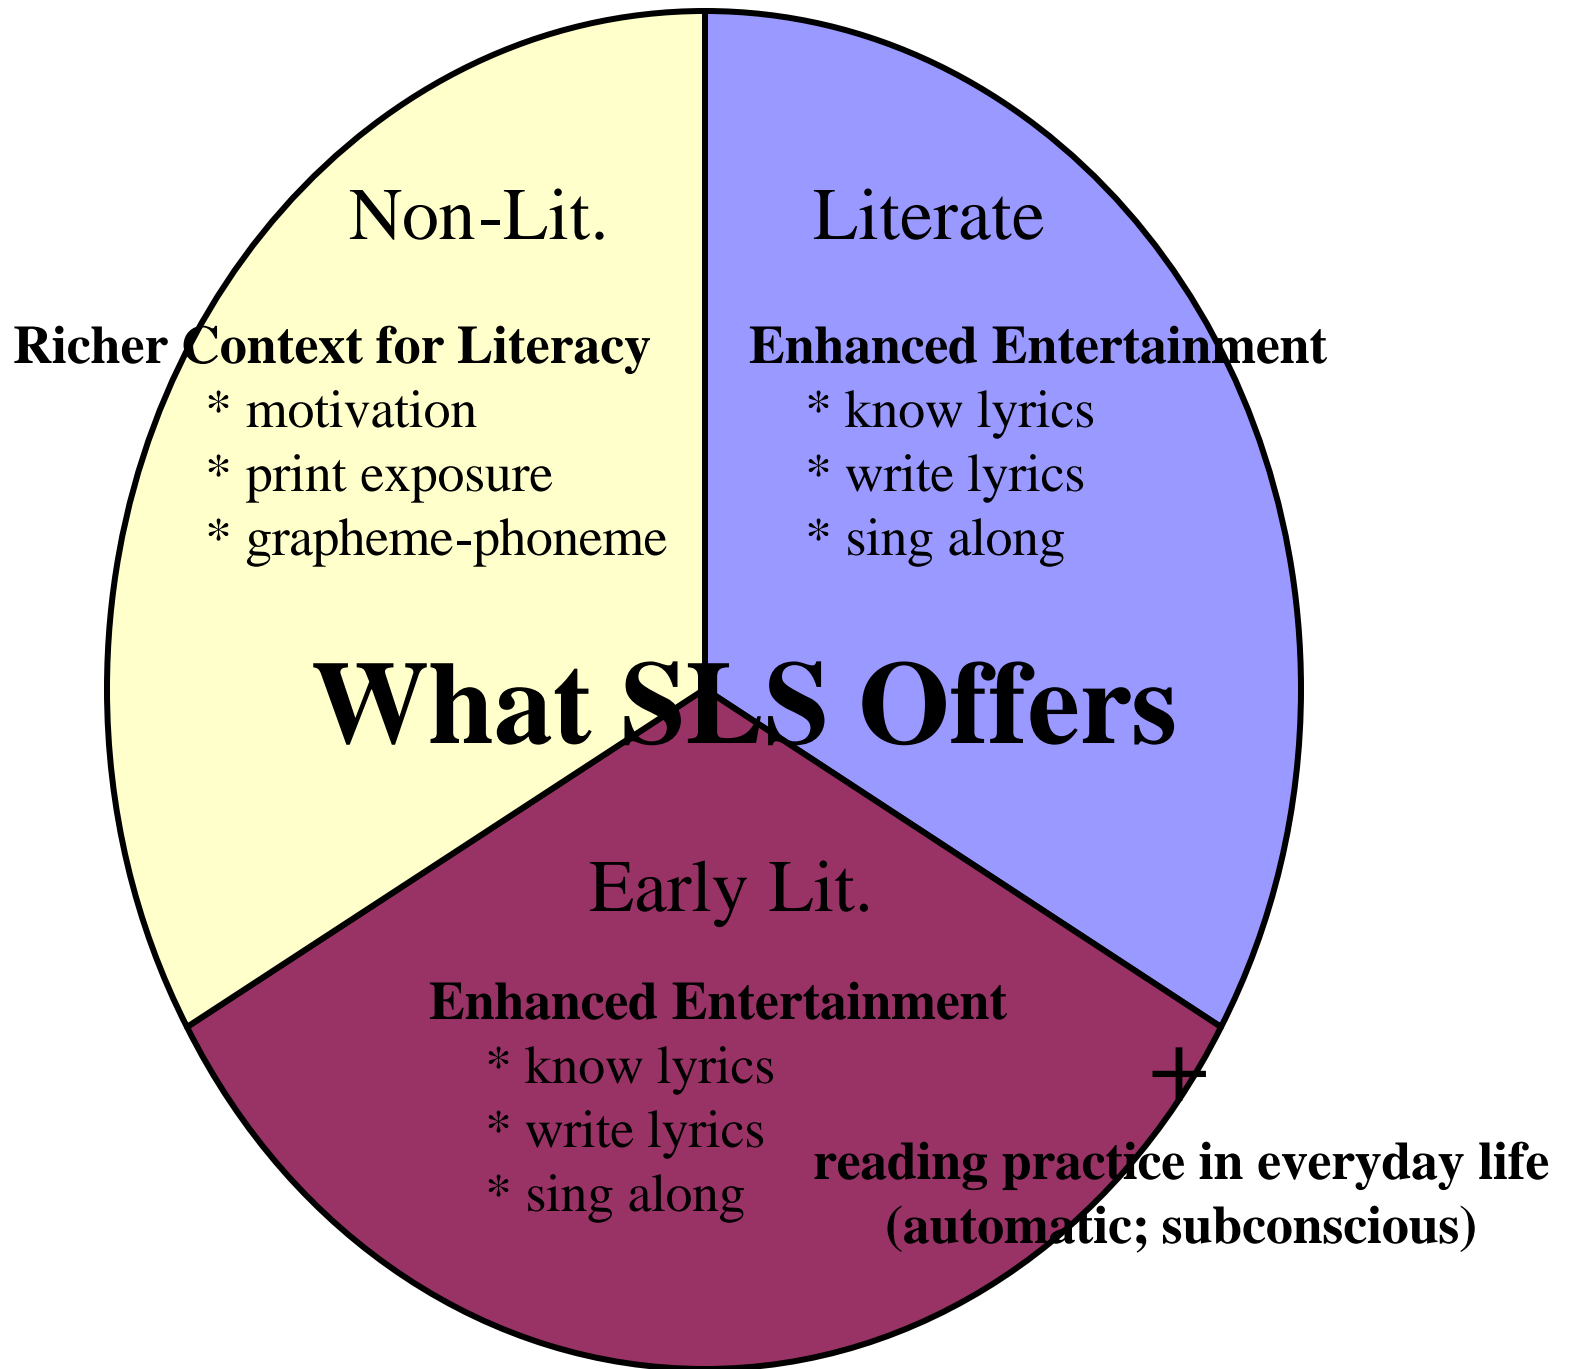 Non-Lit.
Richer Context for Literacy
* motivation
* print exposure
* grapheme-phoneme
Literate
Enhanced Entertainment
* know lyrics
* write lyrics
* sing along
What SLS Offers
Early Lit.
Enhanced Entertainment
* know lyrics
* write lyrics
* sing along
+
reading practice in everyday life
(automatic; subconscious)